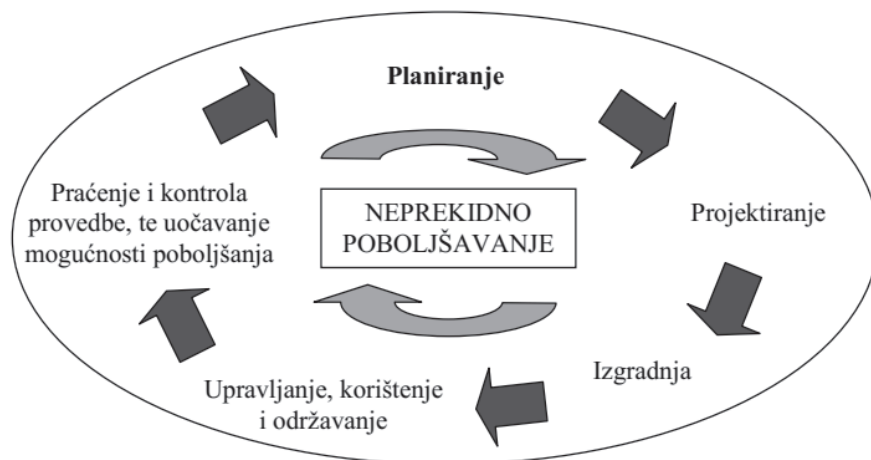 Planiranje
Praćenje i kontrola
provedbe, te uočavanje
mogućnosti poboljšanja
NEPREKIDNO
POBOLJŠAVANJE
Projektiranje
Izgradnja
Upravljanje, korištenje
i održavanje